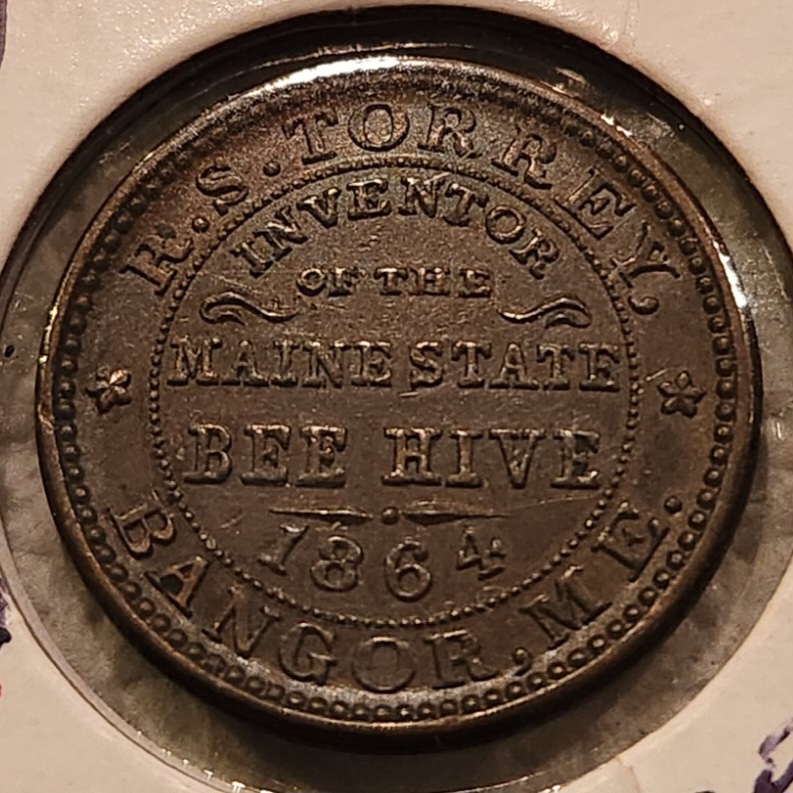 R.S.TORREY,
INVENTOR
OF THE
MAINE STATE
BEE HIVE
1864
BANGOR, ME.